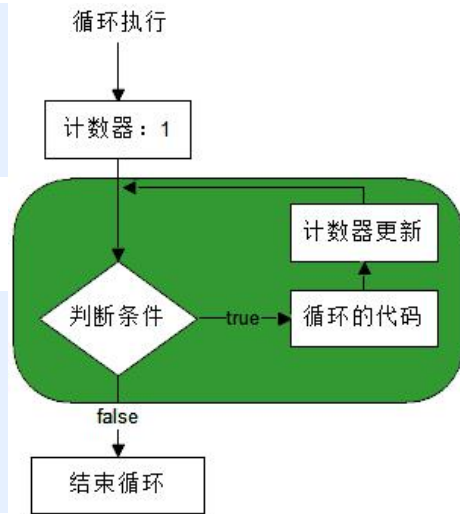 循环执行
计数器：1
计数器更新
判断条件
true
循环的代码
false
结束循环